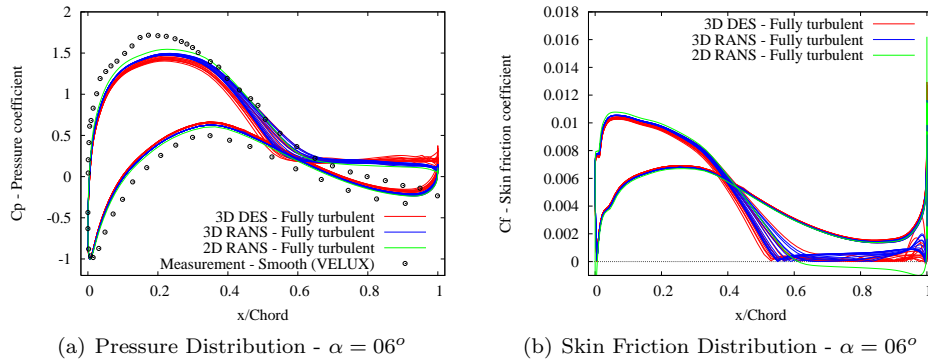 Cp - Pressure coefficient
2
1.5
1
0.5
0
-0.5
-1
0
0.2
0.4
0.6
0.8
1
x/Chord
3D DES - Fully turbulent
3D RANS - Fully turbulent
2D RANS - Fully turbulent
Measurement - Smooth (VELUX)
(a) Pressure Distribution - α = 06°
Cf - Skin friction coefficient
0.018
0.016
0.014
0.012
0.01
0.008
0.006
0.004
0.002
0
0
0.2
0.4
0.6
0.8
1
x/Chord
3D DES - Fully turbulent
3D RANS - Fully turbulent
2D RANS - Fully turbulent
(b) Skin Friction Distribution - α = 06°